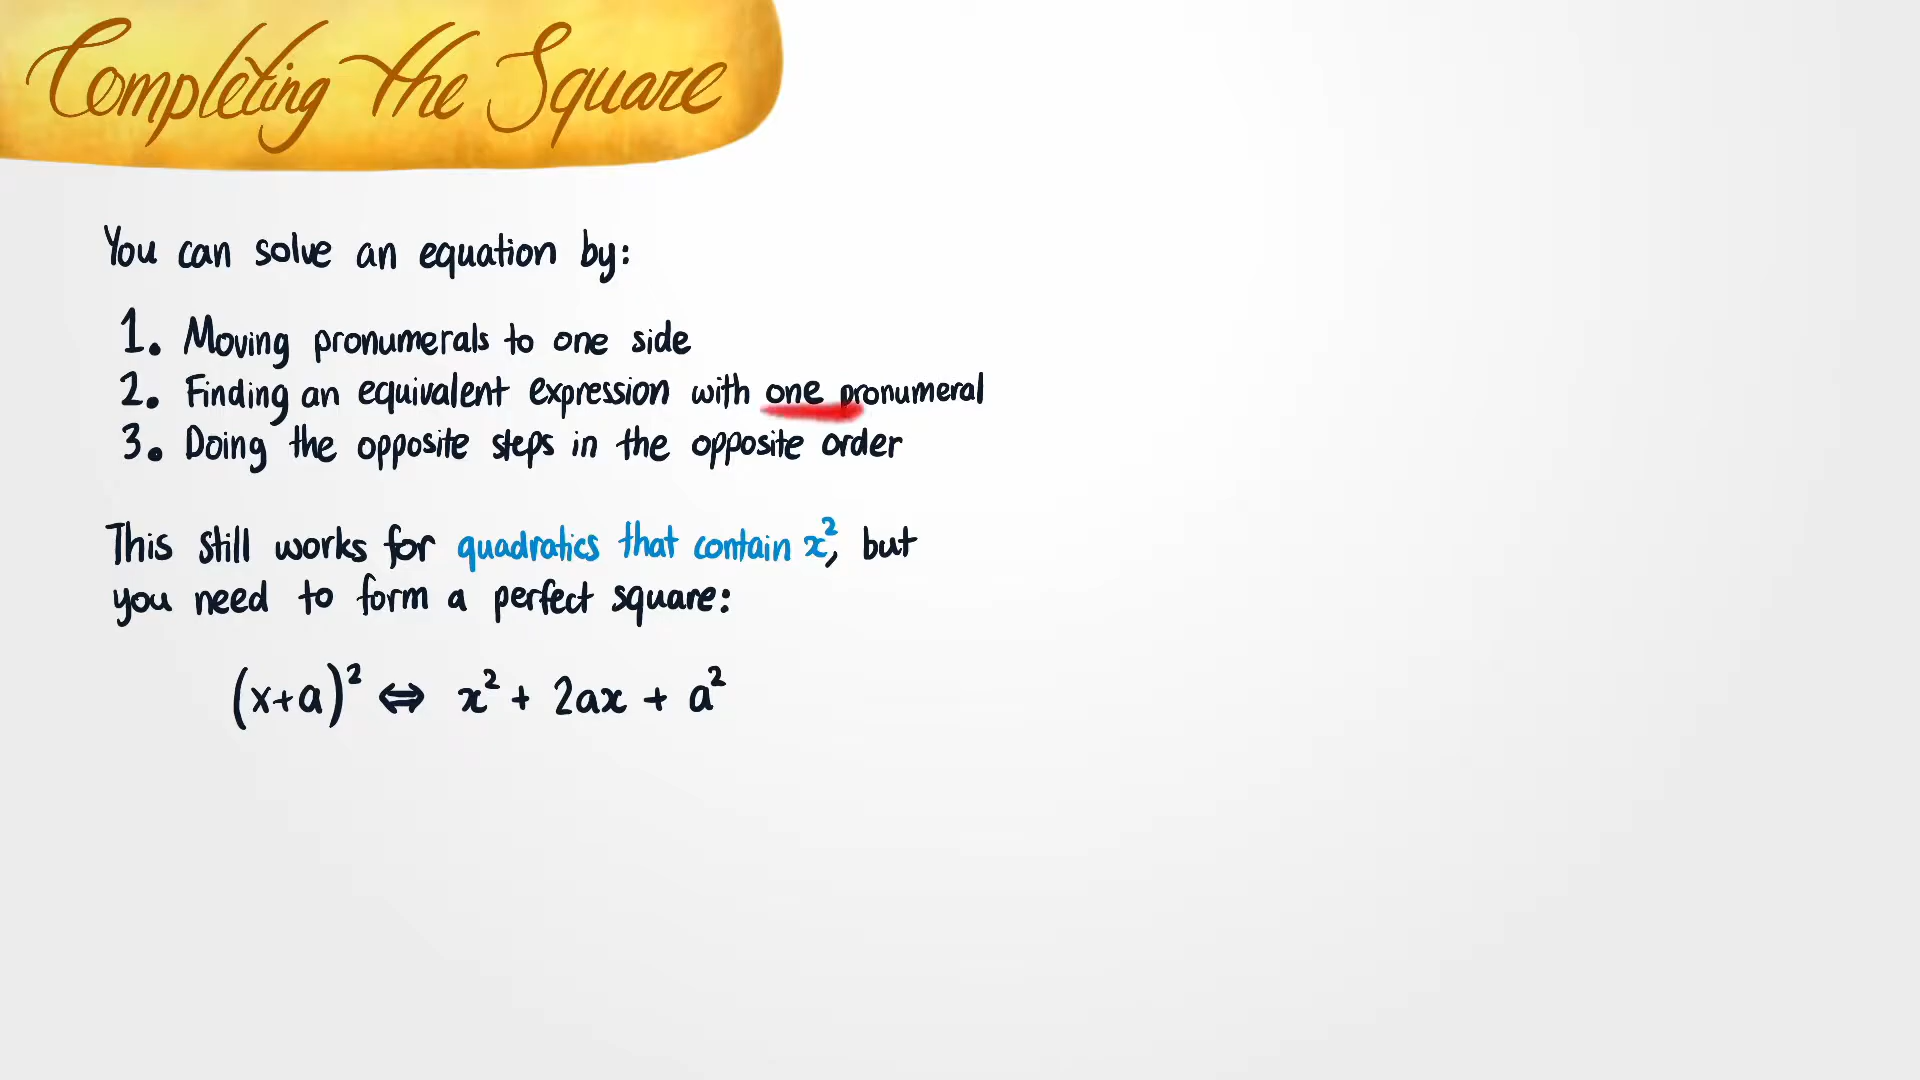 Completing the Square
You can solve an equation by:
1. Moving pronumerals to one side
2. Finding an equivalent expression with one pronumeral
3. Doing the opposite steps in the opposite order
This still works for quadratics that contain x², but
you need to form a perfect square:
(x+a)² ⇔ x² + 2ax + a²